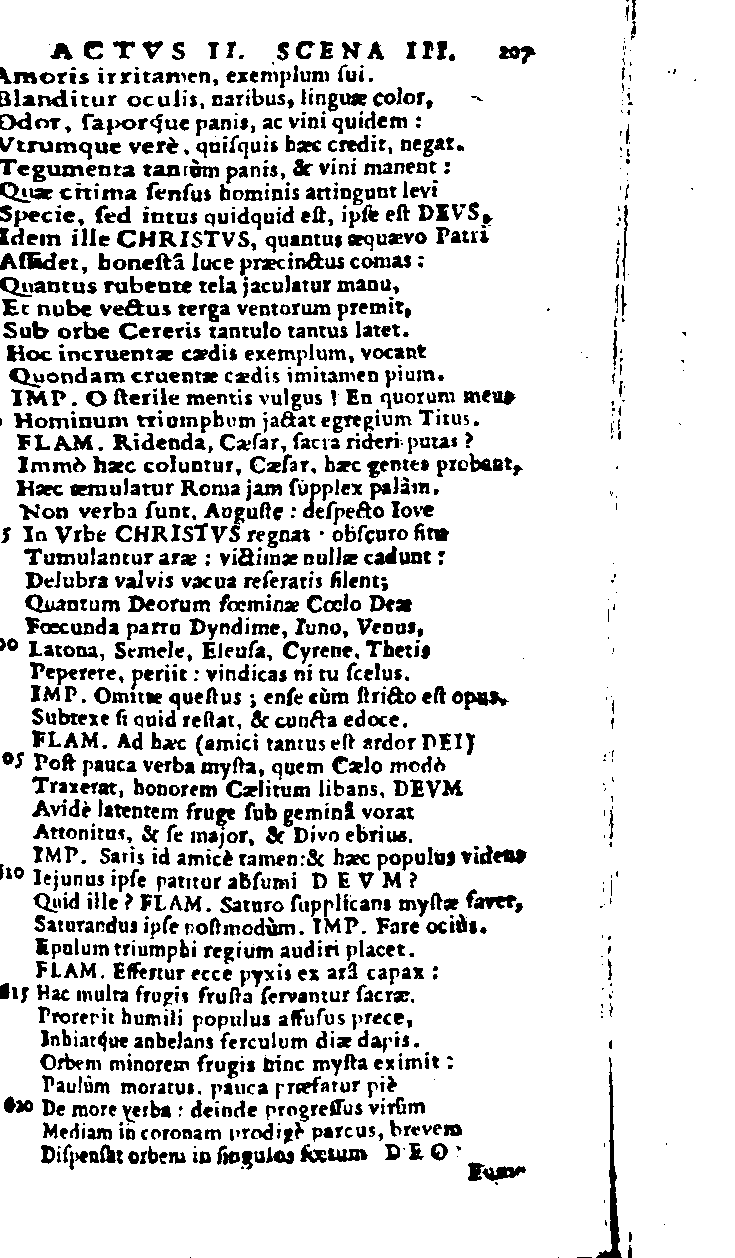 ACTVS II. SCENA III. 207
Amoris irritamen, exemplum ſui.
Blanditur oculis, naribus, linguæ color,
Odor, ſaporq́ue panis, ac vini quidem :
Vtrumque verè, quiſquis hæc credit, negat.
Tegumenta tantùm panis, & vini manent :
Quæ citima ſenſus hominis attingunt levi
Specie, ſed intus quidquid eſt, ipſe eſt DEVS,
Idem ille CHRISTVS, quantus æquævo Patri
Aſſidet, honeſtâ luce præcinctus comas :
Quantus rubente tela jaculatur manu,
Et nube vectus terga ventorum premit,
Sub orbe Cereris tantulo tantus latet.
Hoc incruentæ cædis exemplum, vocant
Quondam cruentæ cædis imitamen pium.
IMP. O ſterile mentis vulgus ! En quorum meus
Hominum triumphum jactat egregium Titus.
FLAM. Ridenda, Cæſar, ſacra rideri putas ?
Immò hæc coluntur, Cæſar, hæc gentes probant,
Hæc æmulatur Roma jam ſupplex palàm.
Non verba ſunt, Auguſte : deſpecto Iove
5 In Vrbe CHRISTVS regnat · obſcuro ſitu
Tumulantur aræ : victimæ nullæ cadunt :
Delubra valvis vacua reſeratis ſilent;
Quantum Deorum fœminæ Cœlo Deæ
Fœcunda partu Dyndime, Iuno, Venus,
00 Latona, Semele, Eleuſa, Cyrene, Thetis
Peperere, periit : vindicas ni tu ſcelus.
IMP. Omitte queſtus ; enſe cùm ſtricto eſt opus,
Subtexe ſi quid reſtat, & cuncta edoce.
FLAM. Ad hæc (amici tantus eſt ardor DEI)
05 Poſt pauca verba myſta, quem Cælo modò
Traxerat, honorem Cælitum libans, DEVM
Avidè latentem fruge ſub geminâ vorat
Attonitus, & ſe major, & Divo ebrius.
IMP. Satis id amicè tamen:& hæc populus videns
610 Iejunus ipſe patitur abſumi DEVM ?
Quid ille ? FLAM. Saturo ſupplicans myſtæ favet,
Saturandus ipſe poſtmodùm. IMP. Fare ociùs.
Epulum triumphi regium audiri placet.
FLAM. Effertur ecce pyxis ex arâ capax :
615 Hac multa frugis fruſta ſervantur ſacræ.
Prorepit humili populus affuſus prece,
Inhiatq́ue anhelans ferculum diæ dapis.
Orbem minorem frugis hinc myſta eximit :
Paulùm moratus, pauca præfatur piè
620 De more verba : deinde progreſſus virûm
Mediam in coronam prodigè parcus, brevem
Diſpenſat orbem in ſingulos fœtum DEO